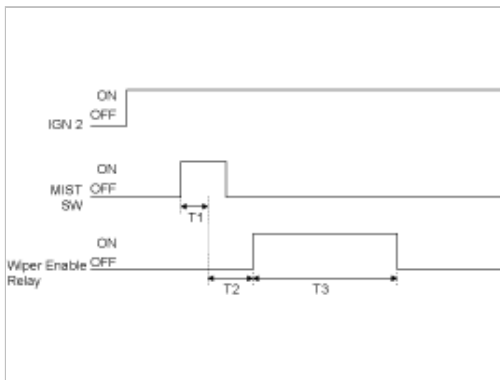 ON
OFF
IGN 2
ON
MIST OFF
SW
T1
ON
Wiper Enable OFF
Relay
T2 T3